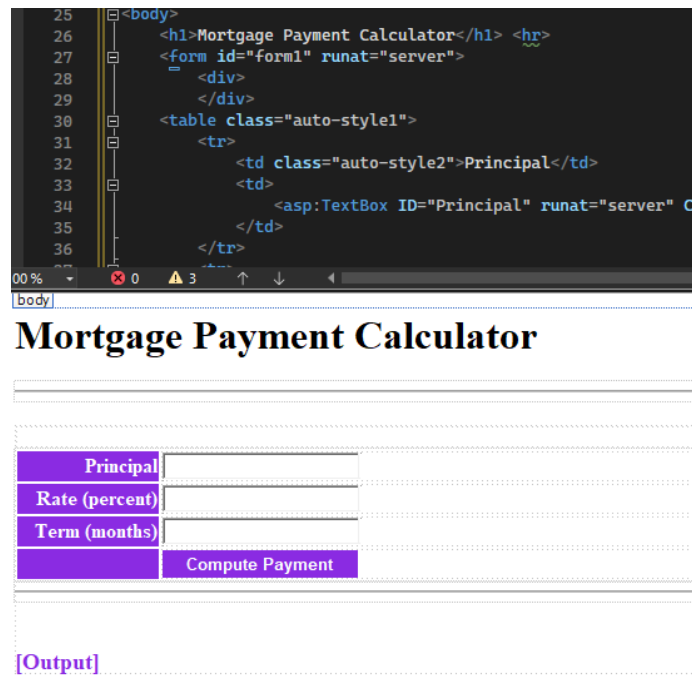 25 <body>
26 <h1>Mortgage Payment Calculator</h1> <hr>
27 <form id="form1" runat="server">
28 <div>
29 </div>
30 <table class="auto-style1">
31 <tr>
32 <td class="auto-style2">Principal</td>
33 <td>
34 <asp:TextBox ID="Principal" runat="server" C
35 </td>
36 </tr>
00 % 0 3
body
Mortgage Payment Calculator
Principal
Rate (percent)
Term (months)
Compute Payment
[Output]